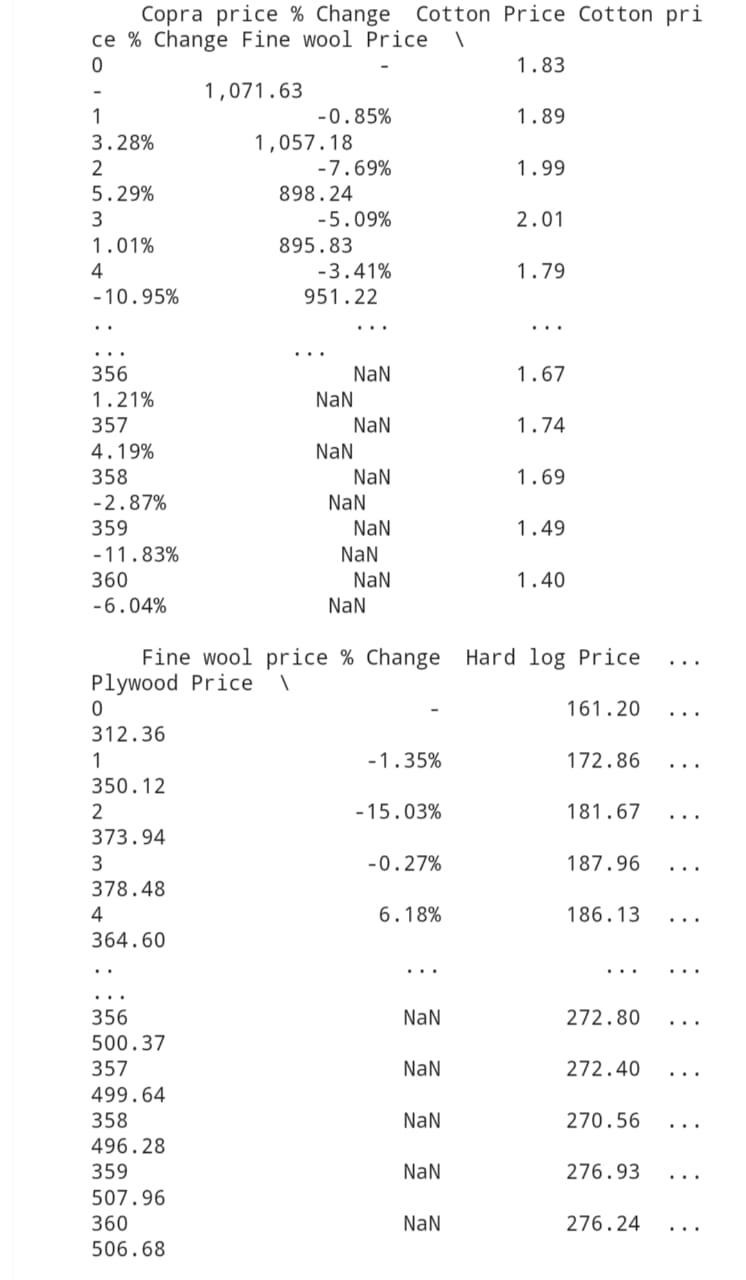 Copra price % Change  Cotton Price Cotton pri
ce % Change Fine wool Price  \
0                       -          1.83
-         1,071.63
1                  -0.85%          1.89
3.28%        1,057.18
2                  -7.69%          1.99
5.29%          898.24
3                  -5.09%          2.01
1.01%          895.83
4                  -3.41%          1.79
-10.95%          951.22
..                    ...           ...
...              ...
356                   NaN          1.67
1.21%             NaN
357                   NaN          1.74
4.19%             NaN
358                   NaN          1.69
-2.87%             NaN
359                   NaN          1.49
-11.83%             NaN
360                   NaN          1.40
-6.04%             NaN
Fine wool price % Change  Hard log Price  ...
Plywood Price  \
0                          -          161.20  ...
312.36
1                     -1.35%          172.86  ...
350.12
2                    -15.03%          181.67  ...
373.94
3                     -0.27%          187.96  ...
378.48
4                      6.18%          186.13  ...
364.60
..                       ...             ...  ...
...
356                      NaN          272.80  ...
500.37
357                      NaN          272.40  ...
499.64
358                      NaN          270.56  ...
496.28
359                      NaN          276.93  ...
507.96
360                      NaN          276.24  ...
506.68